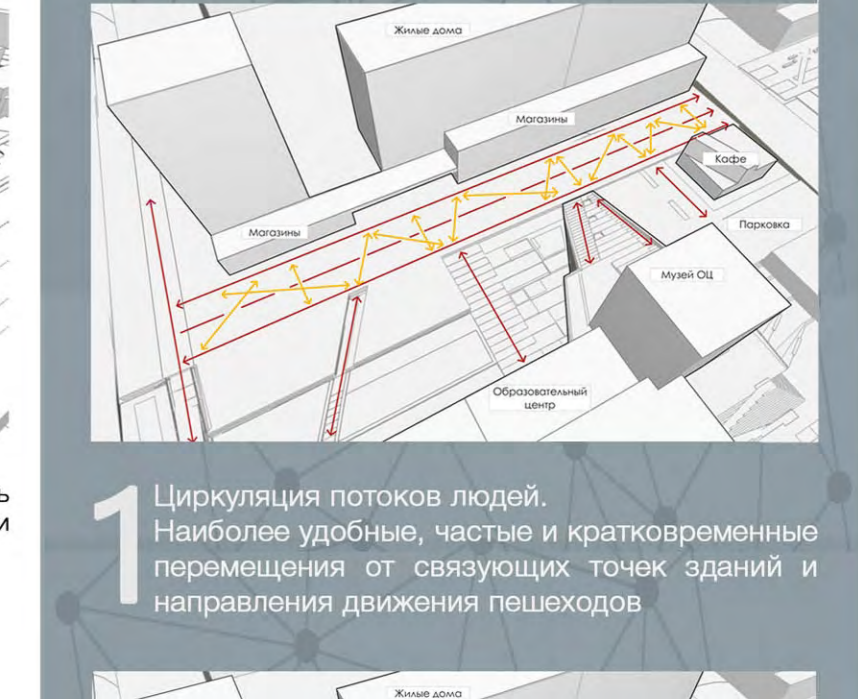 Жилые дома
Магазины
Кафе
Магазины
Парковка
Музей ОЦ
Образовательный
центр
ь
и
1
Циркуляция потоков людей.
Наиболее удобные, частые и кратковременные
перемещения от связующих точек зданий и
направления движения пешеходов
Жилые дома